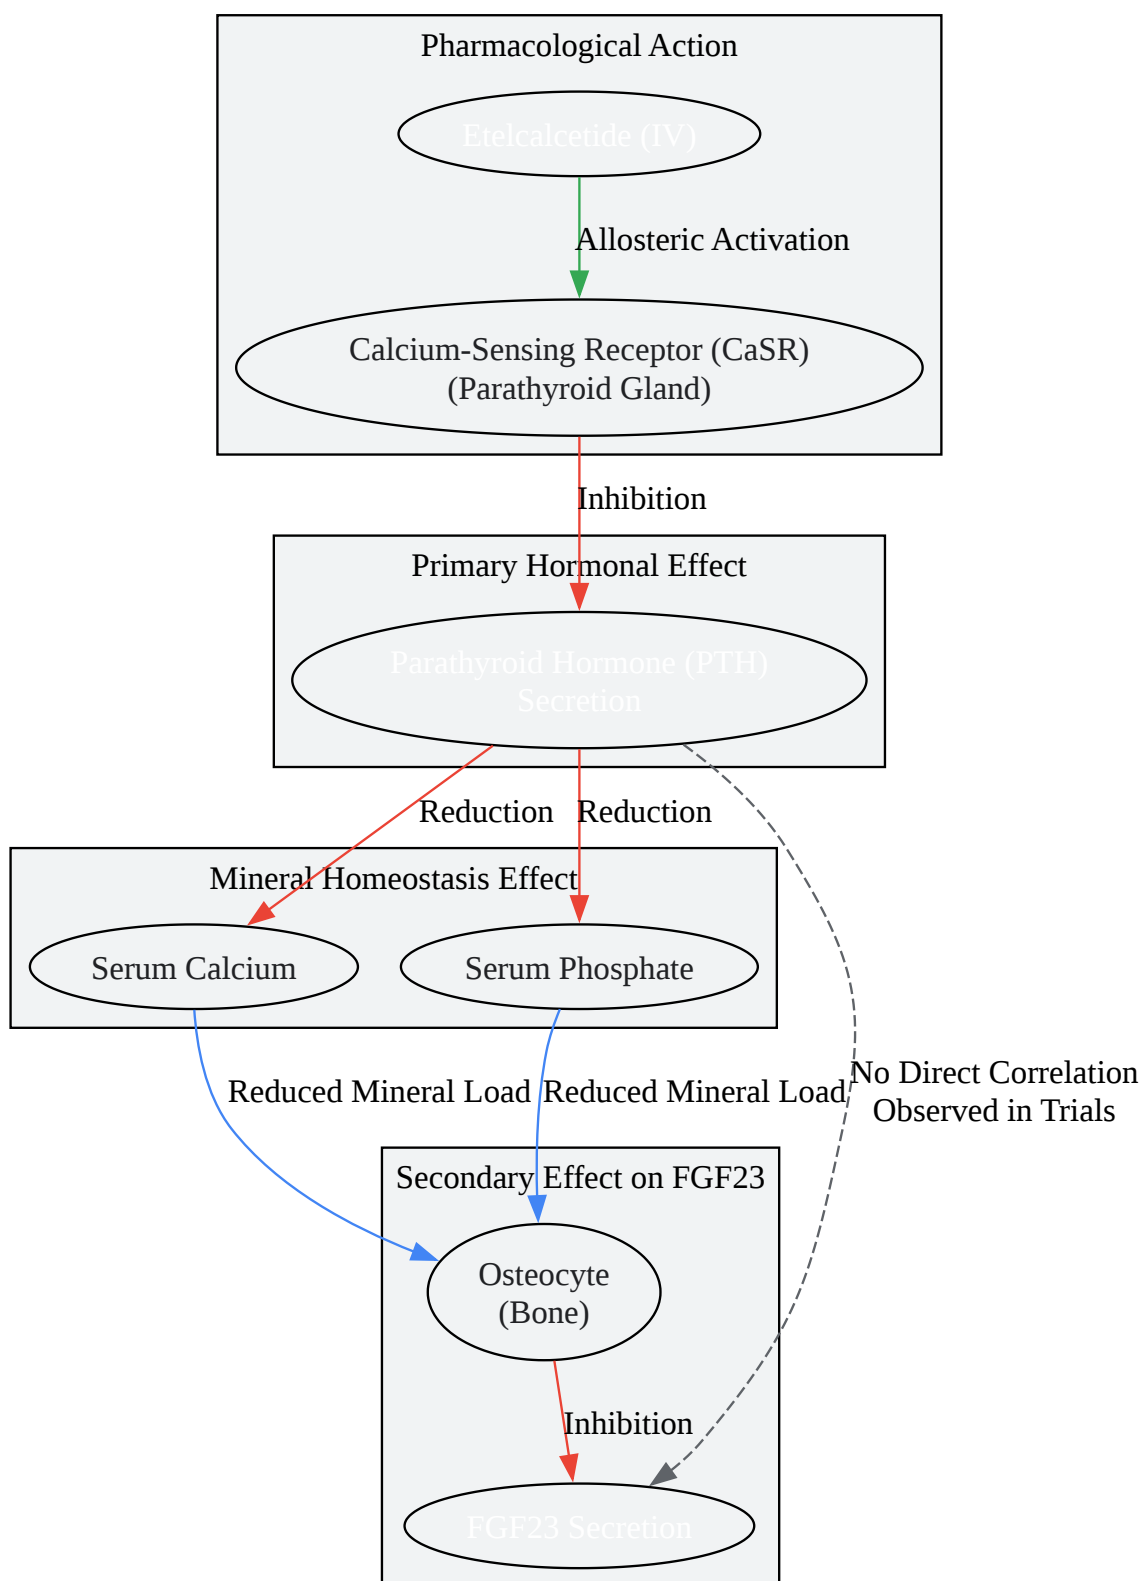 Pharmacological Action
Etelcalcetide (IV)
Allosteric Activation
Calcium-Sensing Receptor (CaSR)
(Parathyroid Gland)
Inhibition
Primary Hormonal Effect
Parathyroid Hormone (PTH)
Secretion
Reduction
Reduction
Mineral Homeostasis Effect
Serum Calcium
Serum Phosphate
Reduced Mineral Load
Reduced Mineral Load
No Direct Correlation
Observed in Trials
Secondary Effect on FGF23
Osteocyte
(Bone)
Inhibition
FGF23 Secretion